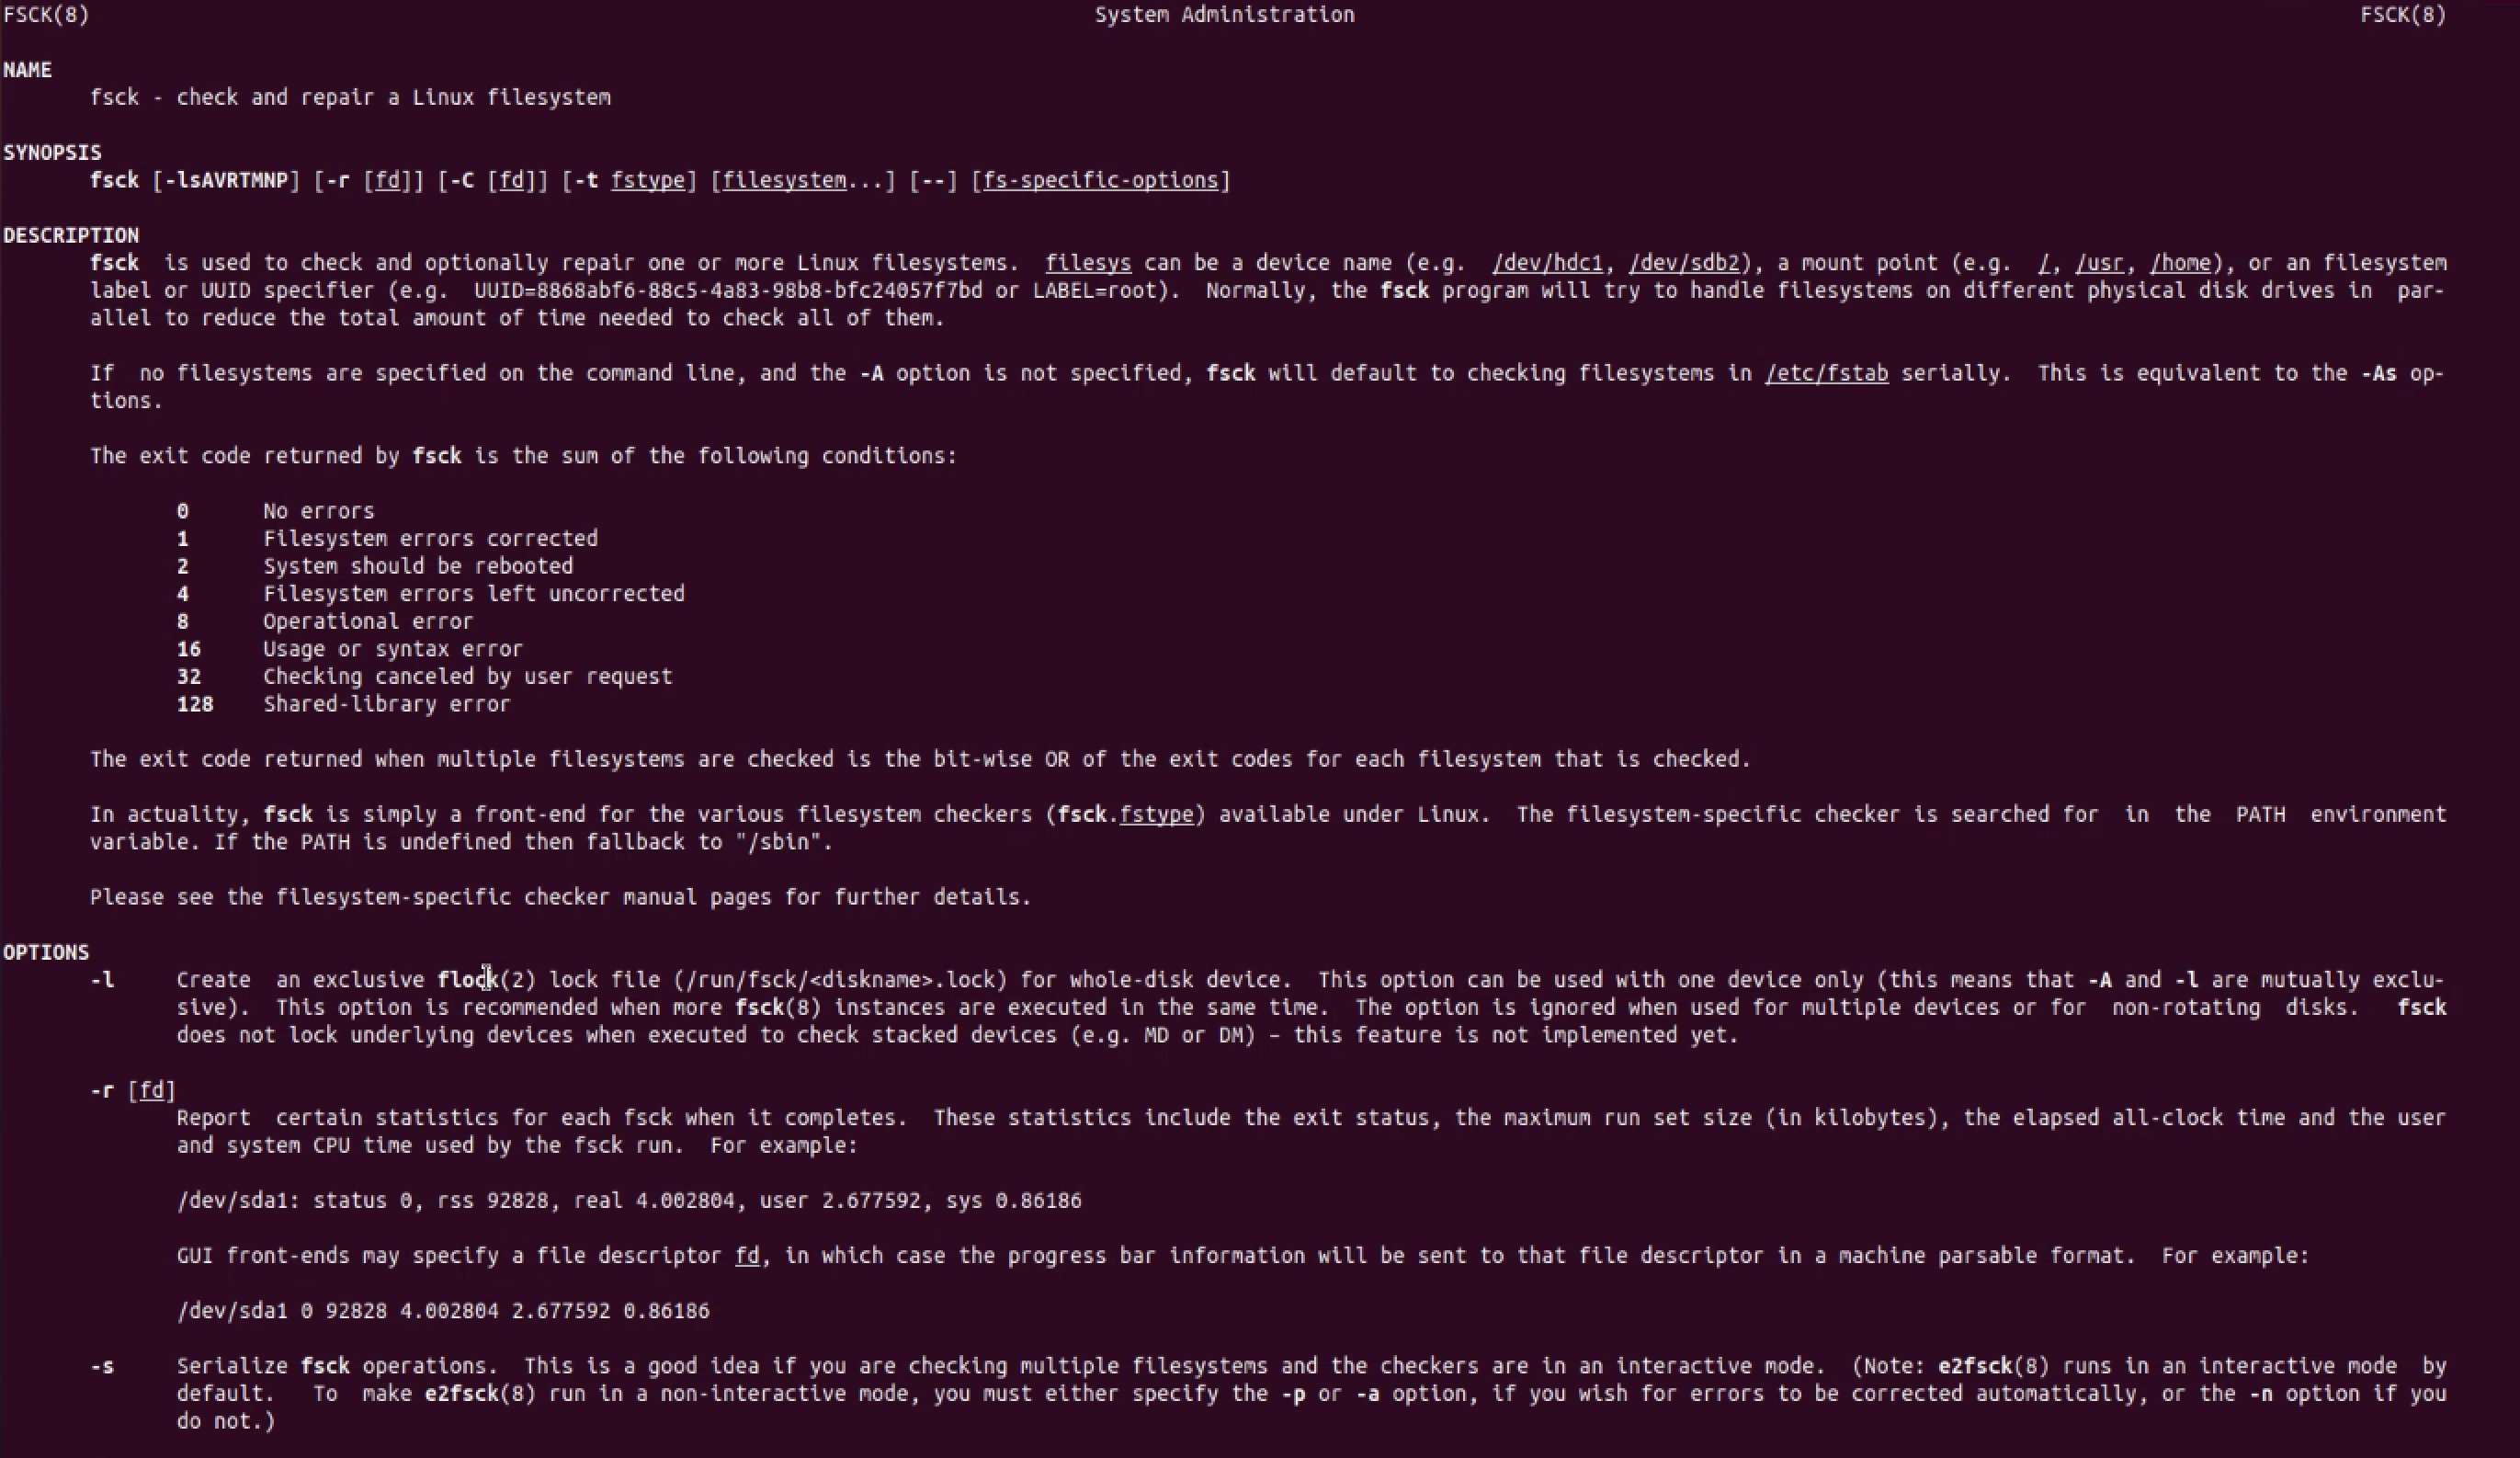 FSCK(8) System Administration FSCK(8)
NAME
fsck - check and repair a Linux filesystem
SYNOPSIS
fsck [-lsAVRTMNP] [-r [fd]] [-C [fd]] [-t fstype] [filesystem...] [--] [fs-specific-options]
DESCRIPTION
fsck is used to check and optionally repair one or more Linux filesystems. filesys can be a device name (e.g. /dev/hdc1, /dev/sdb2), a mount point (e.g. /, /usr, /home), or an filesystem
label or UUID specifier (e.g. UUID=8868abf6-88c5-4a83-98b8-bfc24057f7bd or LABEL=root). Normally, the fsck program will try to handle filesystems on different physical disk drives in par-
allel to reduce the total amount of time needed to check all of them.
If no filesystems are specified on the command line, and the -A option is not specified, fsck will default to checking filesystems in /etc/fstab serially. This is equivalent to the -As op-
tions.
The exit code returned by fsck is the sum of the following conditions:
0 No errors
1 Filesystem errors corrected
2 System should be rebooted
4 Filesystem errors left uncorrected
8 Operational error
16 Usage or syntax error
32 Checking canceled by user request
128 Shared-library error
The exit code returned when multiple filesystems are checked is the bit-wise OR of the exit codes for each filesystem that is checked.
In actuality, fsck is simply a front-end for the various filesystem checkers (fsck.fstype) available under Linux. The filesystem-specific checker is searched for in the PATH environment
variable. If the PATH is undefined then fallback to "/sbin".
Please see the filesystem-specific checker manual pages for further details.
OPTIONS
-l Create an exclusive flock(2) lock file (/run/fsck/<diskname>.lock) for whole-disk device. This option can be used with one device only (this means that -A and -l are mutually exclu-
sive). This option is recommended when more fsck(8) instances are executed in the same time. The option is ignored when used for multiple devices or for non-rotating disks. fsck
does not lock underlying devices when executed to check stacked devices (e.g. MD or DM) – this feature is not implemented yet.
-r [fd]
Report certain statistics for each fsck when it completes. These statistics include the exit status, the maximum run set size (in kilobytes), the elapsed all-clock time and the user
and system CPU time used by the fsck run. For example:
/dev/sda1: status 0, rss 92828, real 4.002804, user 2.677592, sys 0.86186
GUI front-ends may specify a file descriptor fd, in which case the progress bar information will be sent to that file descriptor in a machine parsable format. For example:
/dev/sda1 0 92828 4.002804 2.677592 0.86186
-s Serialize fsck operations. This is a good idea if you are checking multiple filesystems and the checkers are in an interactive mode. (Note: e2fsck(8) runs in an interactive mode by
default. To make e2fsck(8) run in a non-interactive mode, you must either specify the -p or -a option, if you wish for errors to be corrected automatically, or the -n option if you
do not.)